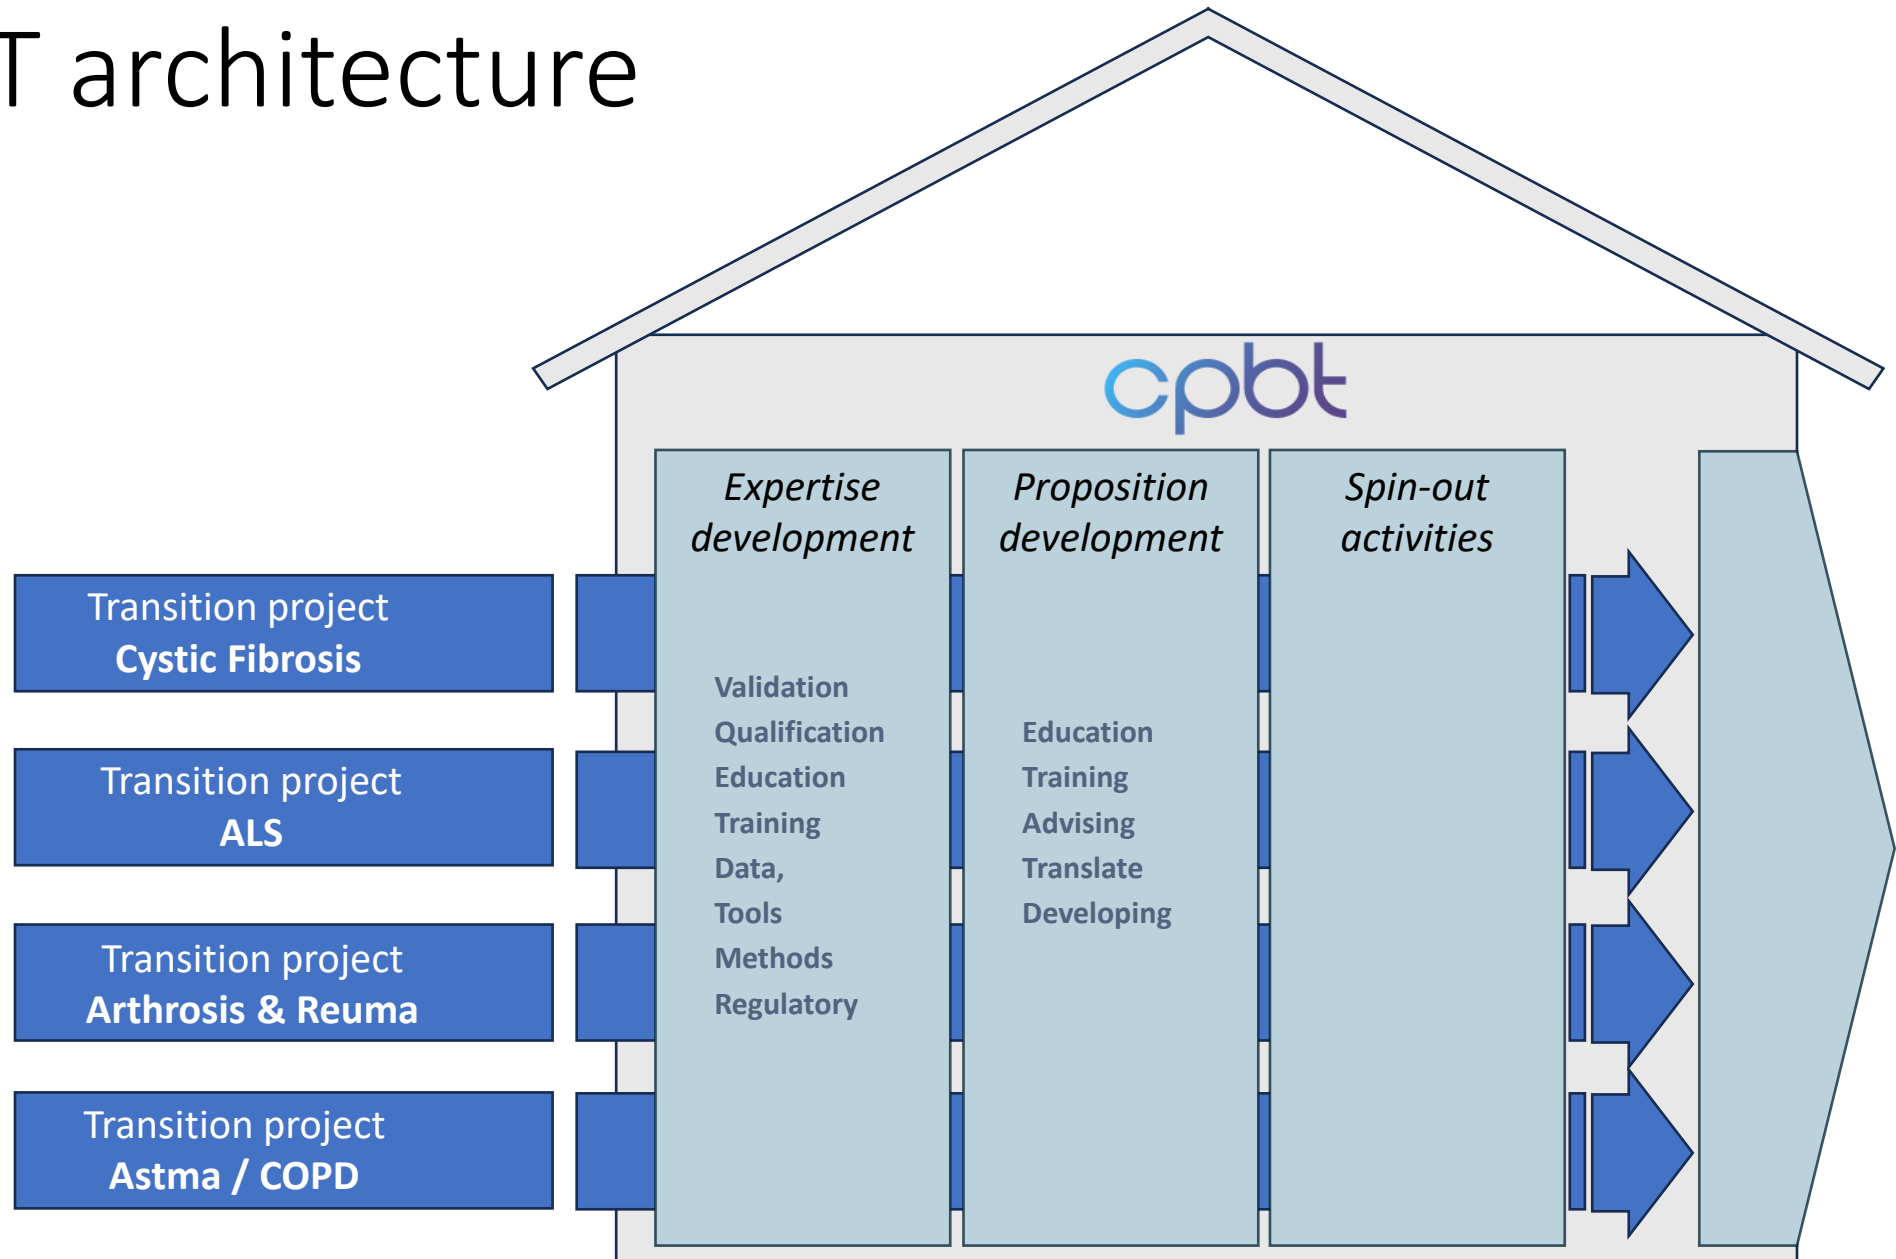 T architecture
cpbt
Expertise
development
Proposition
development
Spin-out
activities
Transition project
Cystic Fibrosis
Transition project
ALS
Transition project
Arthrosis & Reuma
Transition project
Astma / COPD
Validation
Qualification
Education
Training
Data,
Tools
Methods
Regulatory
Education
Training
Advising
Translate
Developing